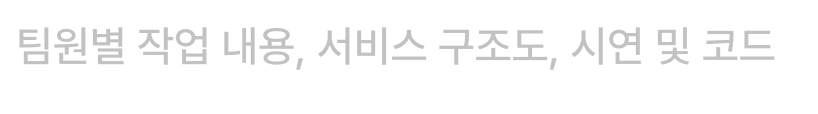 팀원별 작업 내용, 서비스 구조도, 시연 및 코드